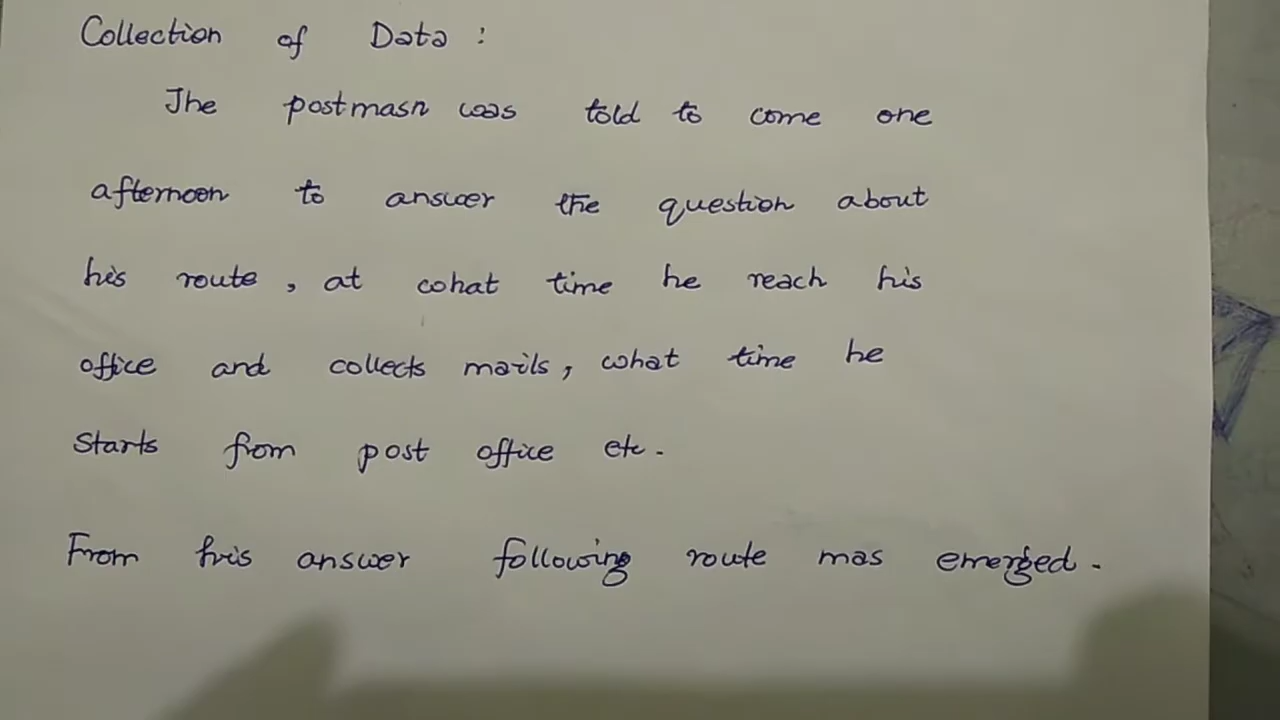 Collection of Data :
The postmasn was told to come one
afternoon to answer the question about
his route , at what time he reach his
office and collects mails , what time he
Starts from post office etc .
From his answer following route mas emerged .